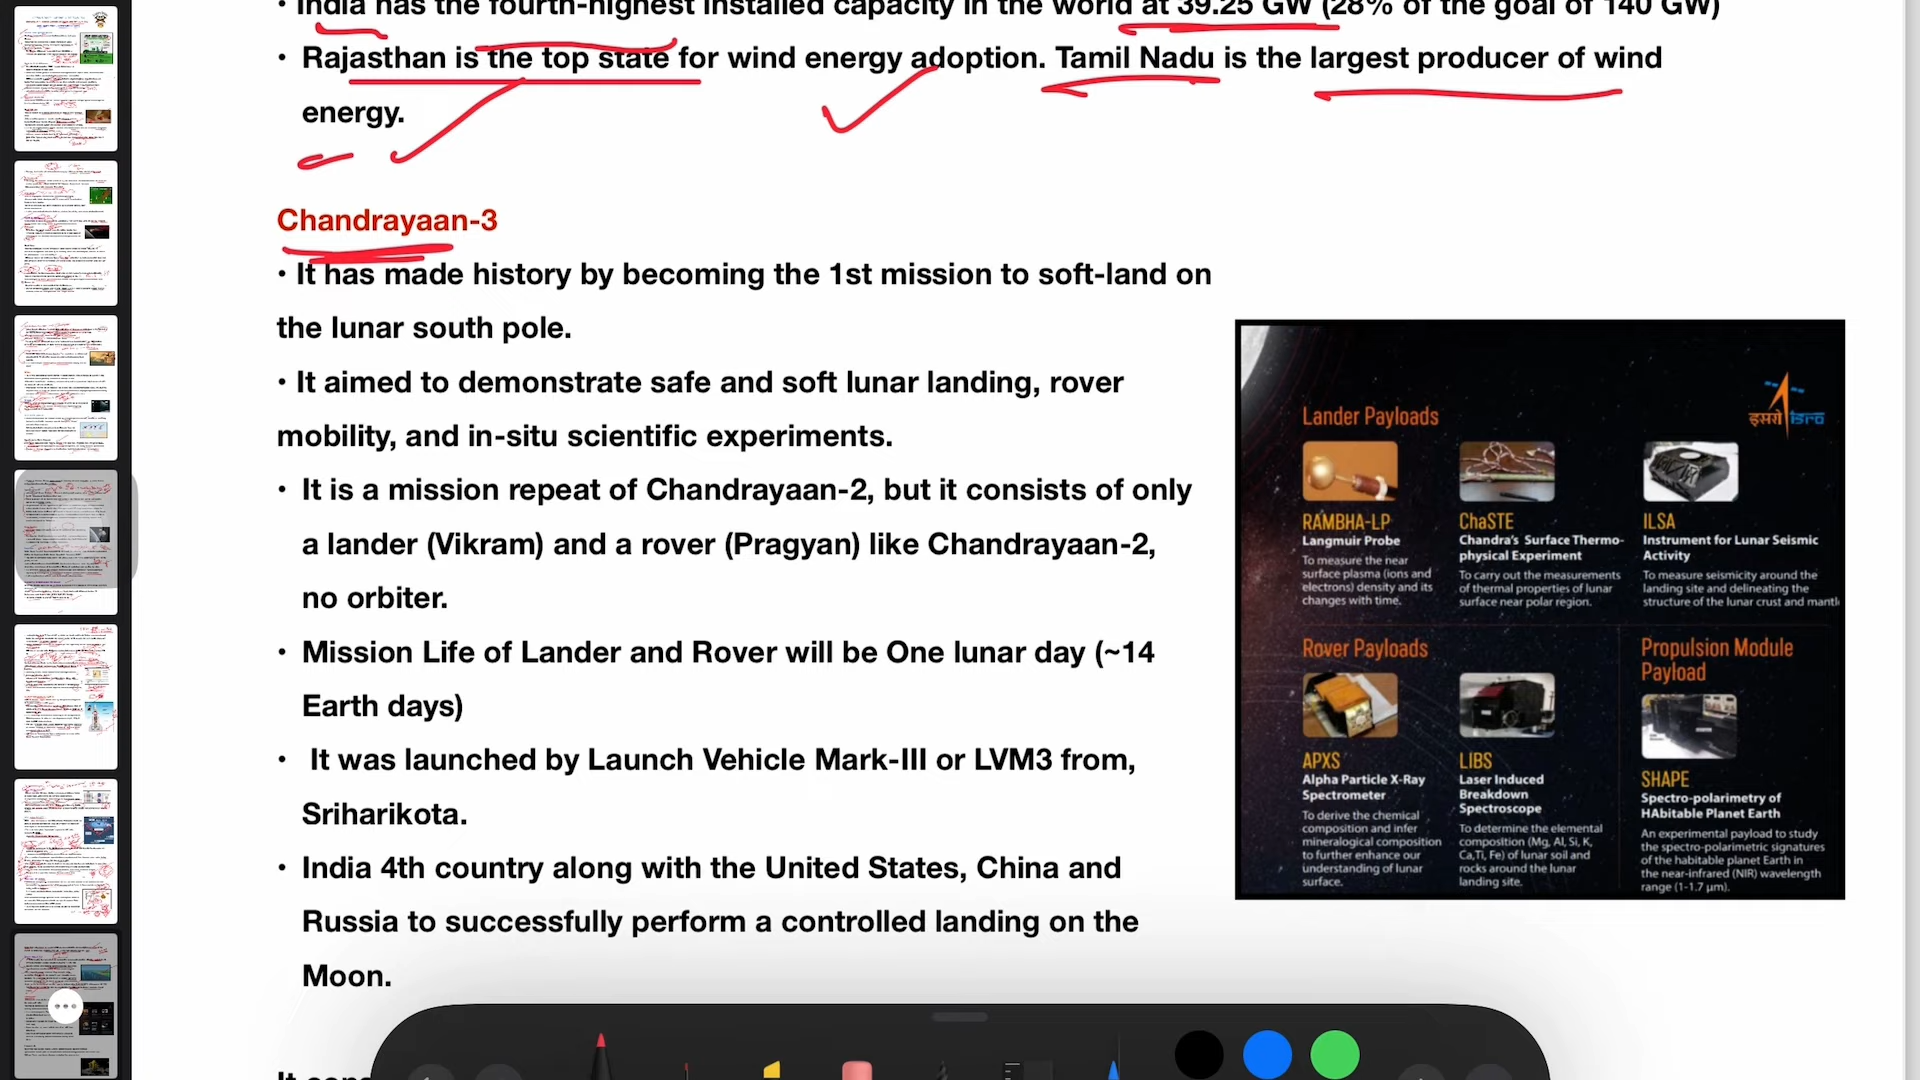 • India has the fourth-highest installed capacity in the world at 39.25 GW (28% of the goal of 140 GW)
• Rajasthan is the top state for wind energy adoption. Tamil Nadu is the largest producer of wind
energy.
Chandrayaan-3
• It has made history by becoming the 1st mission to soft-land on
the lunar south pole.
• It aimed to demonstrate safe and soft lunar landing, rover
mobility, and in-situ scientific experiments.
• It is a mission repeat of Chandrayaan-2, but it consists of only
a lander (Vikram) and a rover (Pragyan) like Chandrayaan-2,
no orbiter.
• Mission Life of Lander and Rover will be One lunar day (~14
Earth days)
• It was launched by Launch Vehicle Mark-III or LVM3 from,
Sriharikota.
• India 4th country along with the United States, China and
Russia to successfully perform a controlled landing on the
Moon.
इसरो isro
Lander Payloads
RAMBHA-LP
Langmuir Probe
To measure the near
surface plasma (ions and
electrons) density and its
changes with time.
ChaSTE
Chandra's Surface Thermo-
physical Experiment
To carry out the measurements
of thermal properties of lunar
surface near polar region.
ILSA
Instrument for Lunar Seismic
Activity
To measure seismicity around the
landing site and delineating the
structure of the lunar crust and mantle
Rover Payloads
APXS
Alpha Particle X-Ray
Spectrometer
To derive the chemical
composition and infer
mineralogical composition
to further enhance our
understanding of lunar
surface.
LIBS
Laser Induced
Breakdown
Spectroscope
To determine the elemental
composition (Mg, Al, Si, K,
Ca,Ti, Fe) of lunar soil and
rocks around the lunar
landing site.
Propulsion Module
Payload
SHAPE
Spectro-polarimetry of
HAbitable Planet Earth
An experimental payload to study
the spectro-polarimetric signatures
of the habitable planet Earth in
the near-infrared (NIR) wavelength
range (1-1.7 μm).